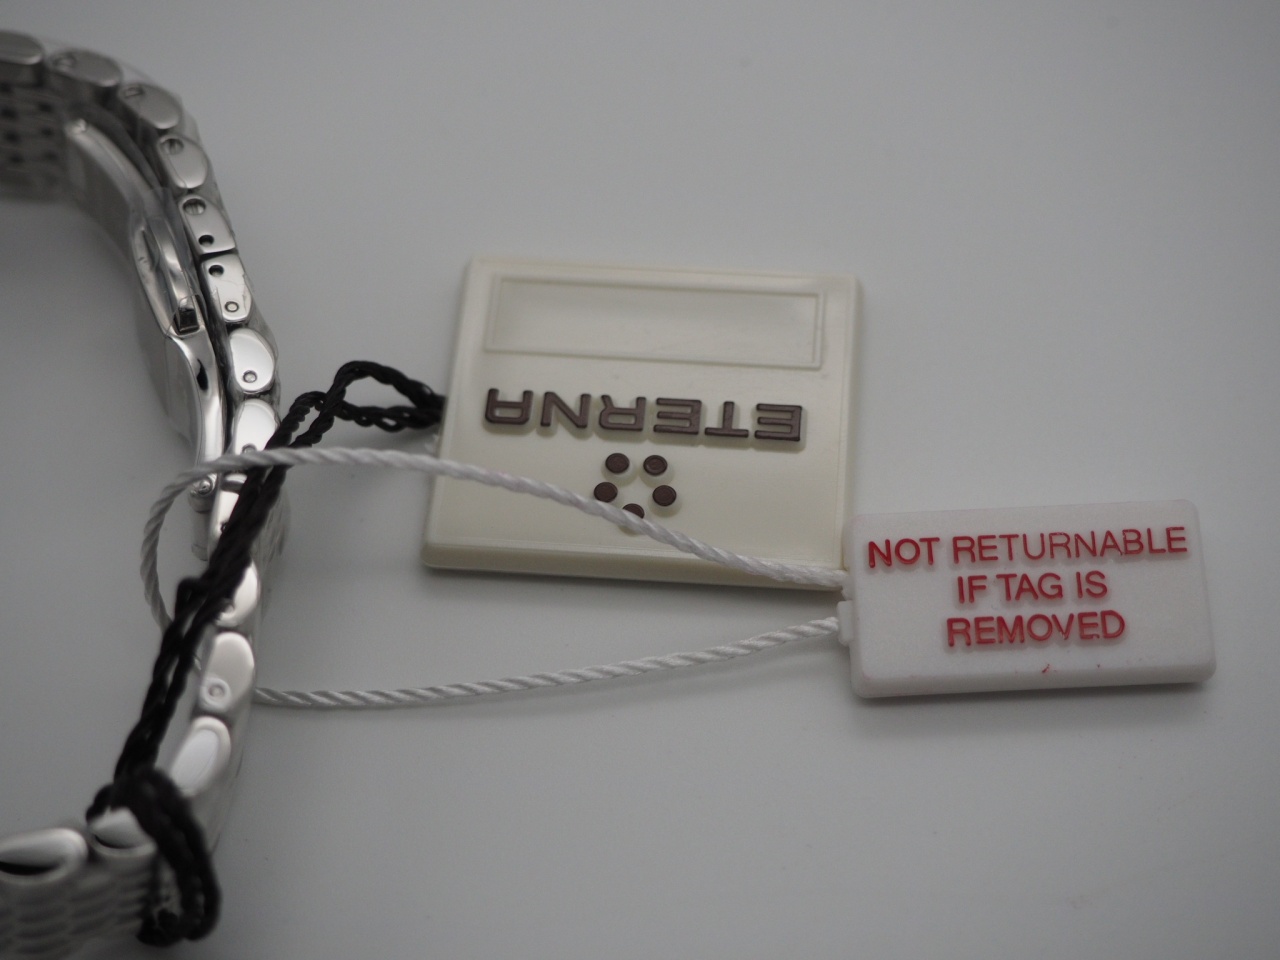 ETERNA
NOT RETURNABLE
IF TAG IS
REMOVED